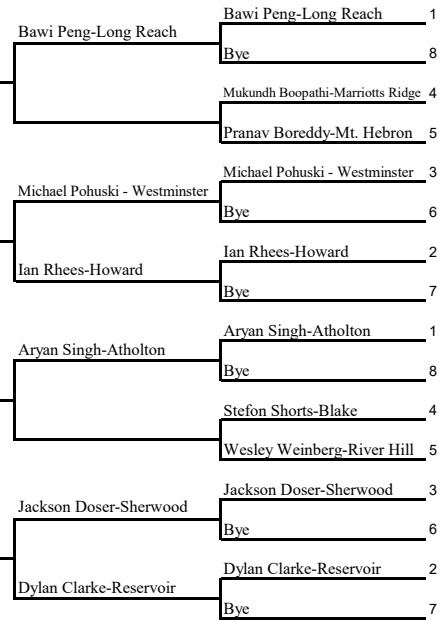 Bawi Peng-Long Reach 1
Bawi Peng-Long Reach
Bye 8
Mukundh Boopathi-Marriotts Ridge 4
Pranav Boreddy-Mt. Hebron 5
Michael Pohuski - Westminster 3
Michael Pohuski - Westminster
Bye 6
Ian Rhees-Howard 2
Ian Rhees-Howard
Bye 7
Aryan Singh-Atholton 1
Aryan Singh-Atholton
Bye 8
Stefon Shorts-Blake 4
Wesley Weinberg-River Hill 5
Jackson Doser-Sherwood 3
Jackson Doser-Sherwood
Bye 6
Dylan Clarke-Reservoir 2
Dylan Clarke-Reservoir
Bye 7